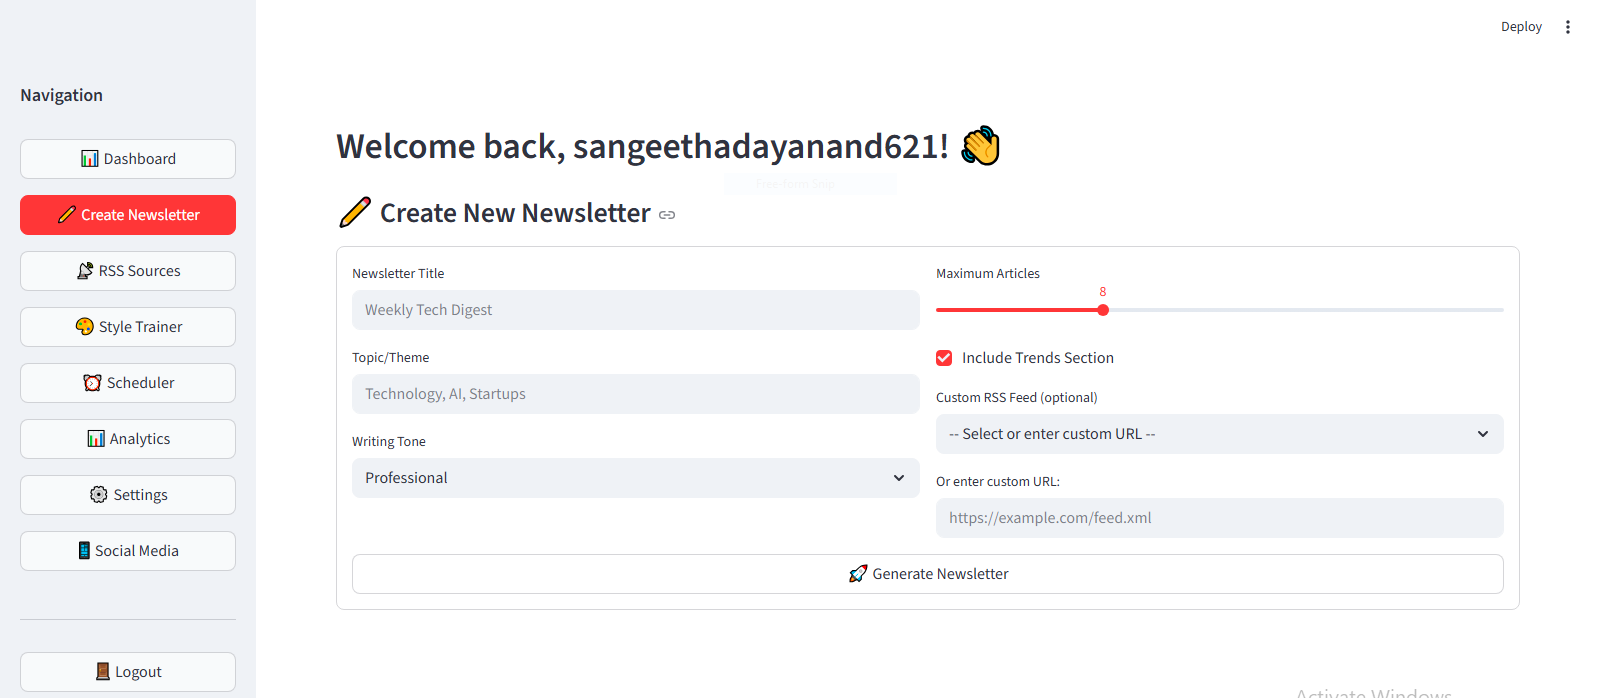 Deploy
Navigation
Dashboard
Create Newsletter
RSS Sources
Style Trainer
Scheduler
Analytics
Settings
Social Media
Logout
Welcome back, sangeethadayanand621!
Free-form Snip
Create New Newsletter
Newsletter Title
Weekly Tech Digest
Topic/Theme
Technology, AI, Startups
Writing Tone
Professional
Maximum Articles
8
Include Trends Section
Custom RSS Feed (optional)
-- Select or enter custom URL --
Or enter custom URL:
https://example.com/feed.xml
Generate Newsletter
Activate Windows